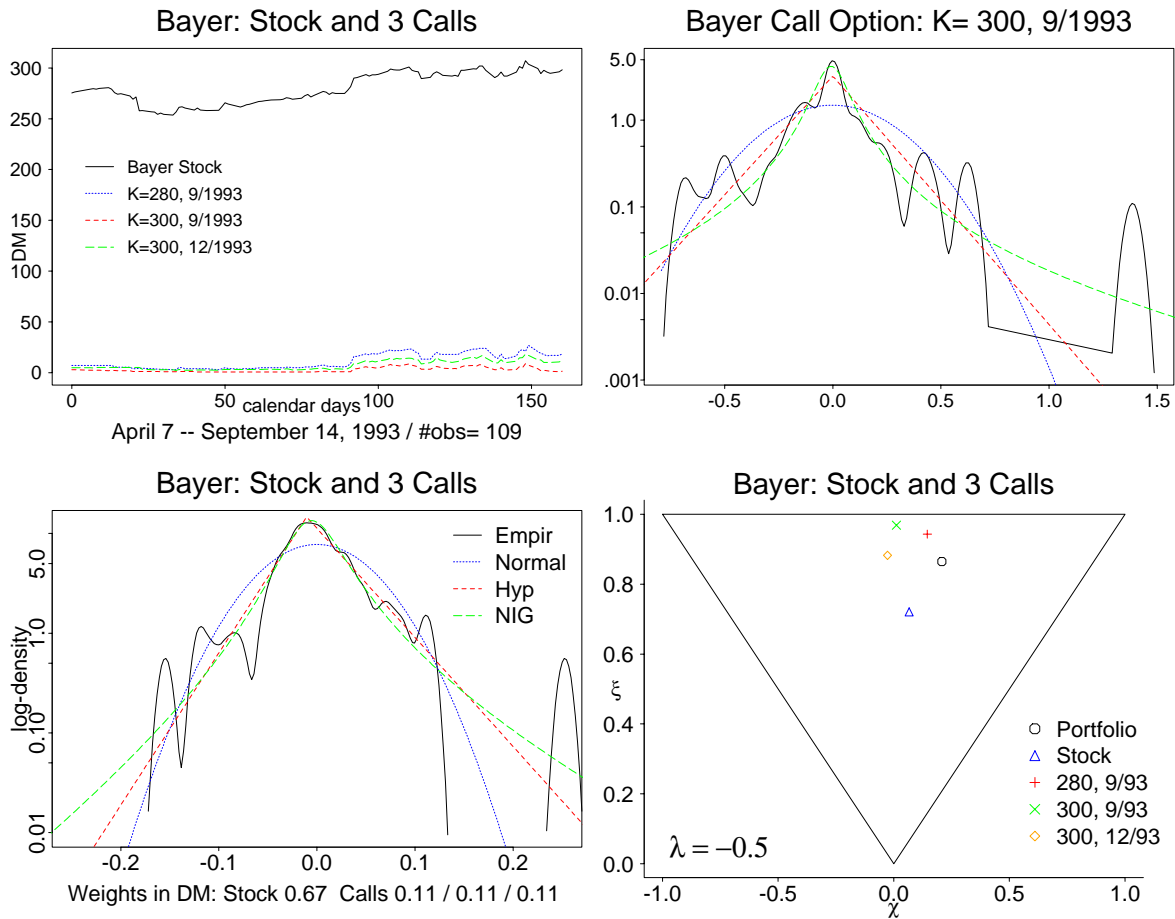 Bayer: Stock and 3 Calls
DM
300
250
200
150
100
50
0
Bayer Stock
K=280, 9/1993
K=300, 9/1993
K=300, 12/1993
0 50 100 150
calendar days
April 7 -- September 14, 1993 / #obs= 109
Bayer Call Option: K= 300, 9/1993
5.0
1.0
0.1
0.01
.001
-0.5 0.0 0.5 1.0 1.5
Bayer: Stock and 3 Calls
log-density
5.0
1.0
0.10
0.01
Empir
Normal
Hyp
NIG
-0.2 -0.1 0.0 0.1 0.2
Weights in DM: Stock 0.67 Calls 0.11 / 0.11 / 0.11
Bayer: Stock and 3 Calls
ξ
1.0
0.8
0.6
0.4
0.2
0.0
Portfolio
Stock
280, 9/93
300, 9/93
300, 12/93
λ = −0.5
-1.0 -0.5 0.0 0.5 1.0
χ